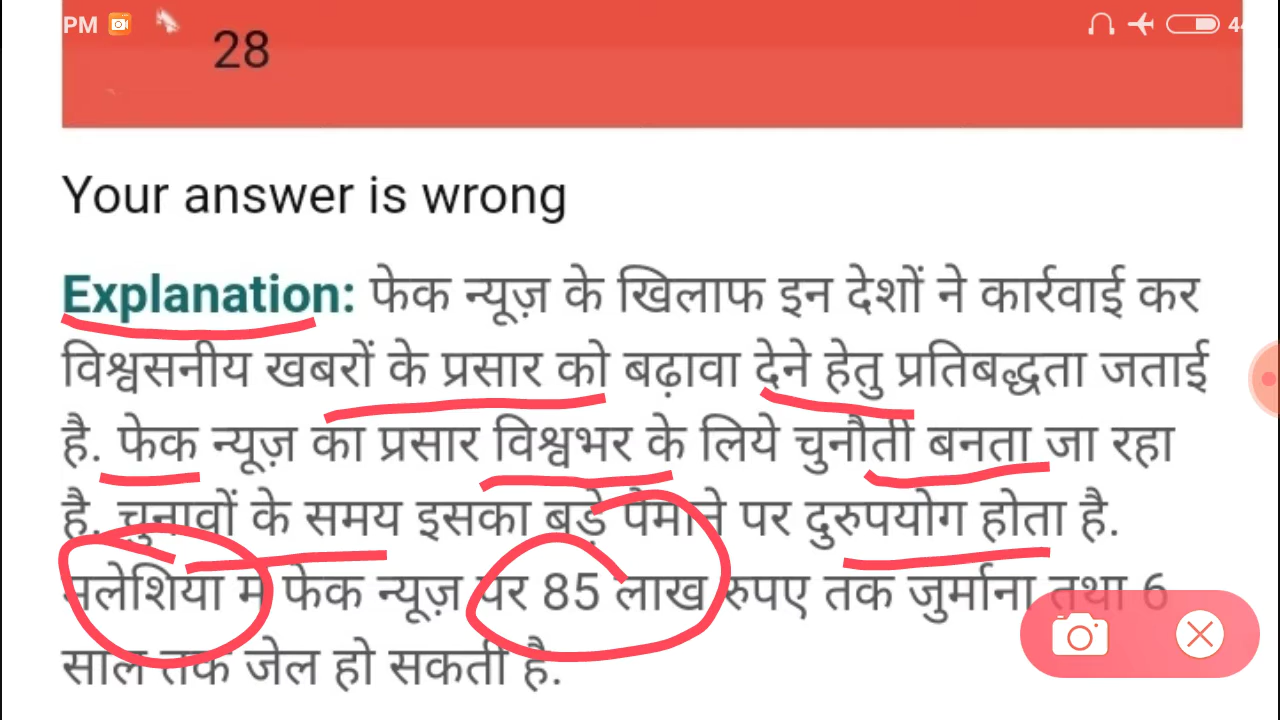 PM
4
28
Your answer is wrong
Explanation: फेक न्यूज़ के खिलाफ इन देशों ने कार्रवाई कर
विश्वसनीय खबरों के प्रसार को बढ़ावा देने हेतु प्रतिबद्धता जताई
है. फेक न्यूज़ का प्रसार विश्वभर के लिये चुनौती बनता जा रहा
है. चुनावों के समय इसका बड़े पैमाने पर दुरुपयोग होता है.
मलेशिया में फेक न्यूज़ पर 85 लाख रुपए तक जुर्माना तथा 6
साल तक जेल हो सकती है.